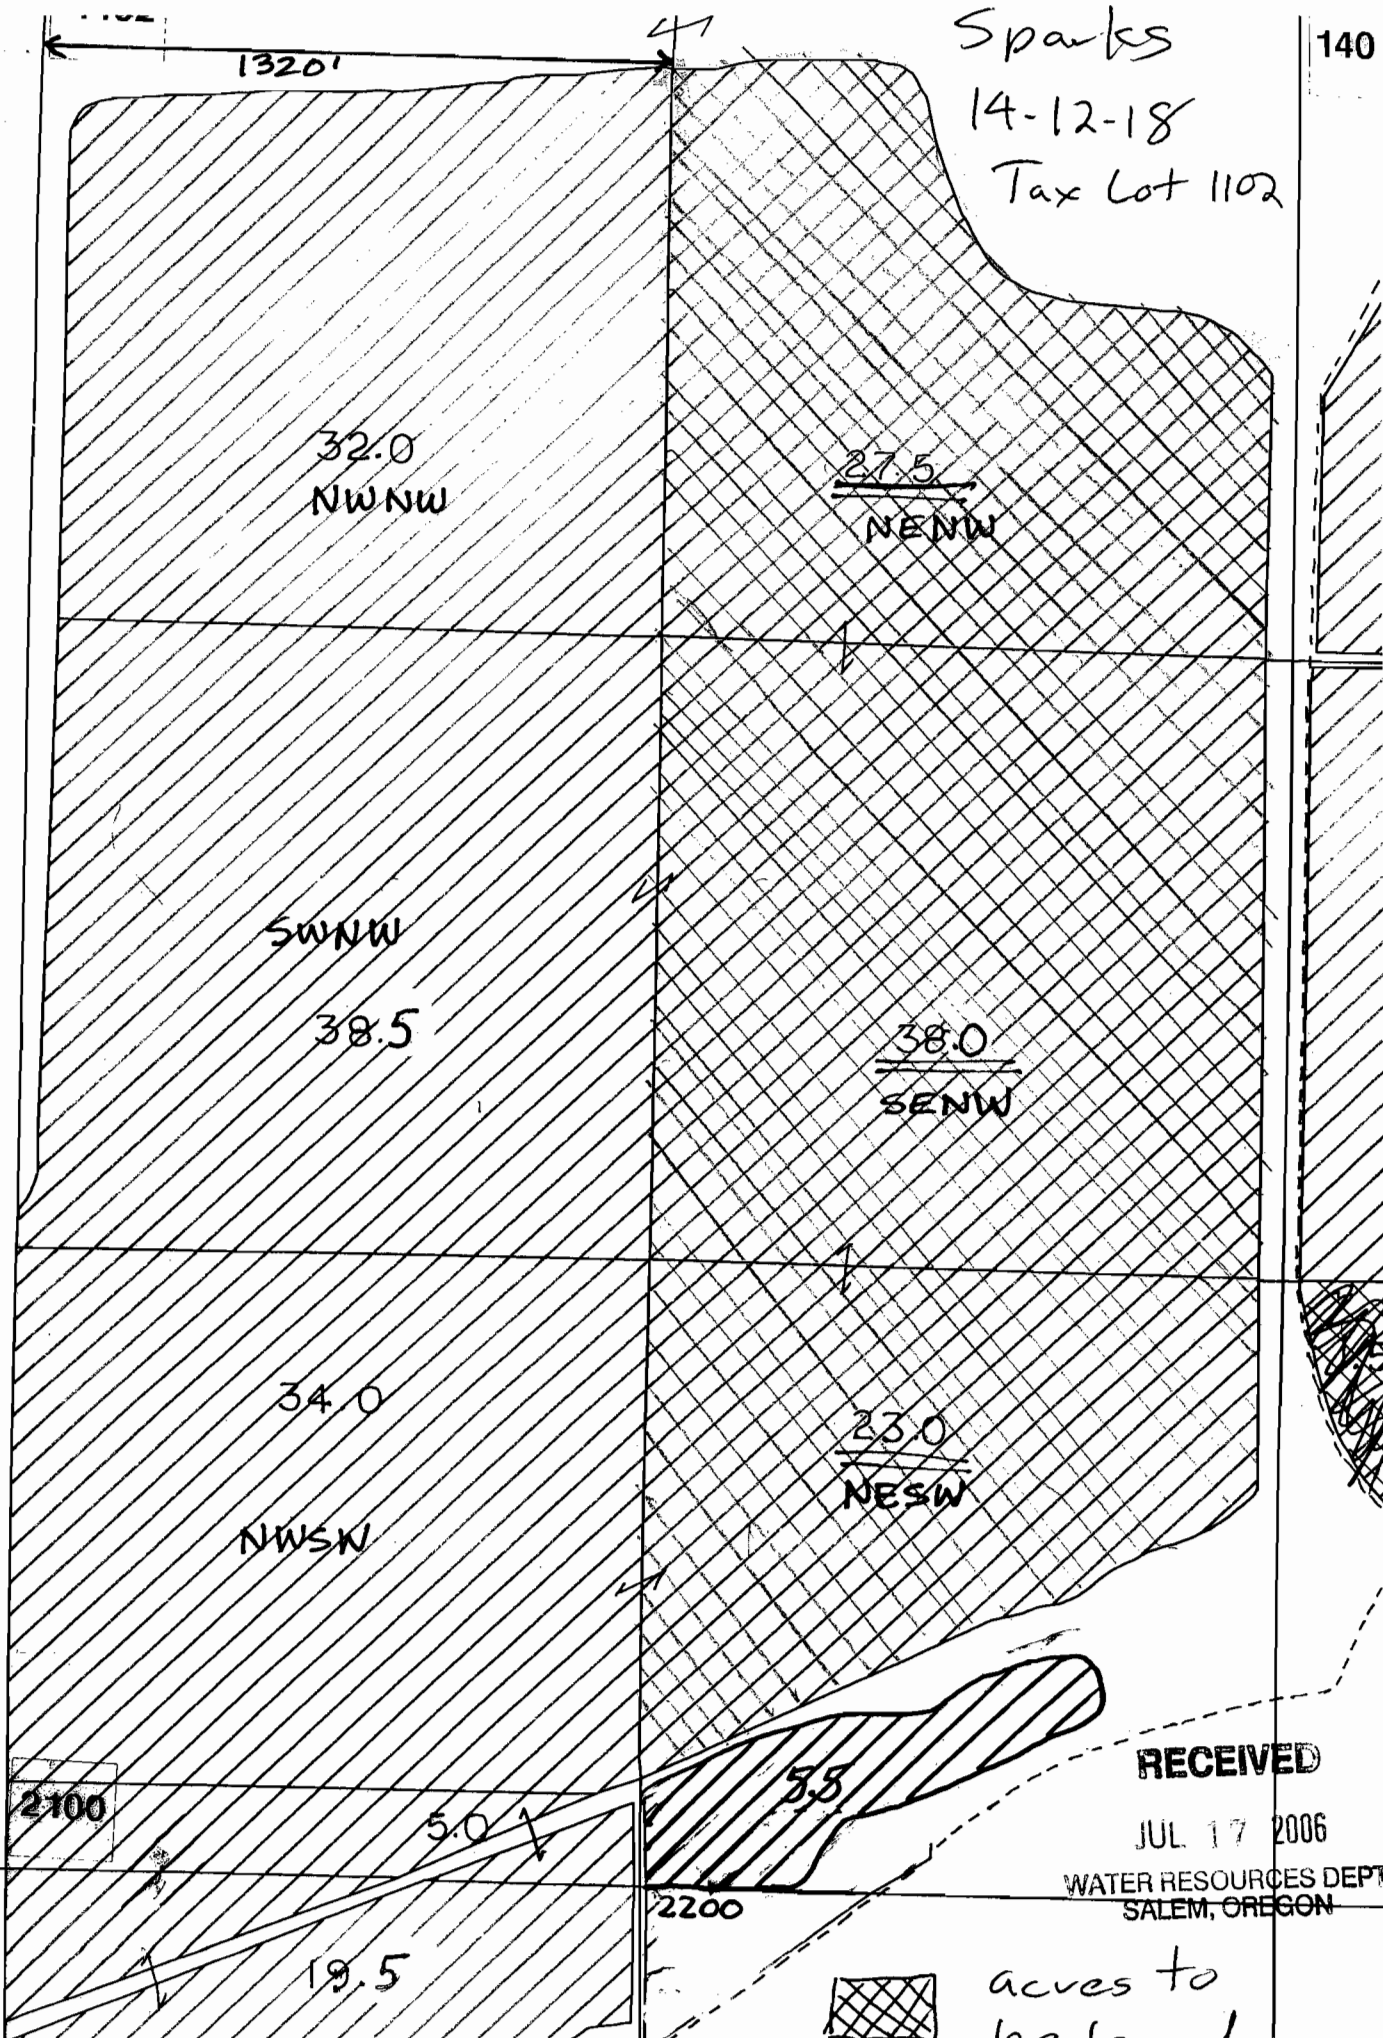 1320'
Sparks
14-12-18
Tax Lot 1102
140
32.0
NWNW
27.5
NENW
SWNW
38.5
38.0
SENW
34.0
NWSW
23.0
NESW
2100
5.0
5.5
2200
19.5
RECEIVED
JUL 17 2006
WATER RESOURCES DEPT
SALEM, OREGON
acres to